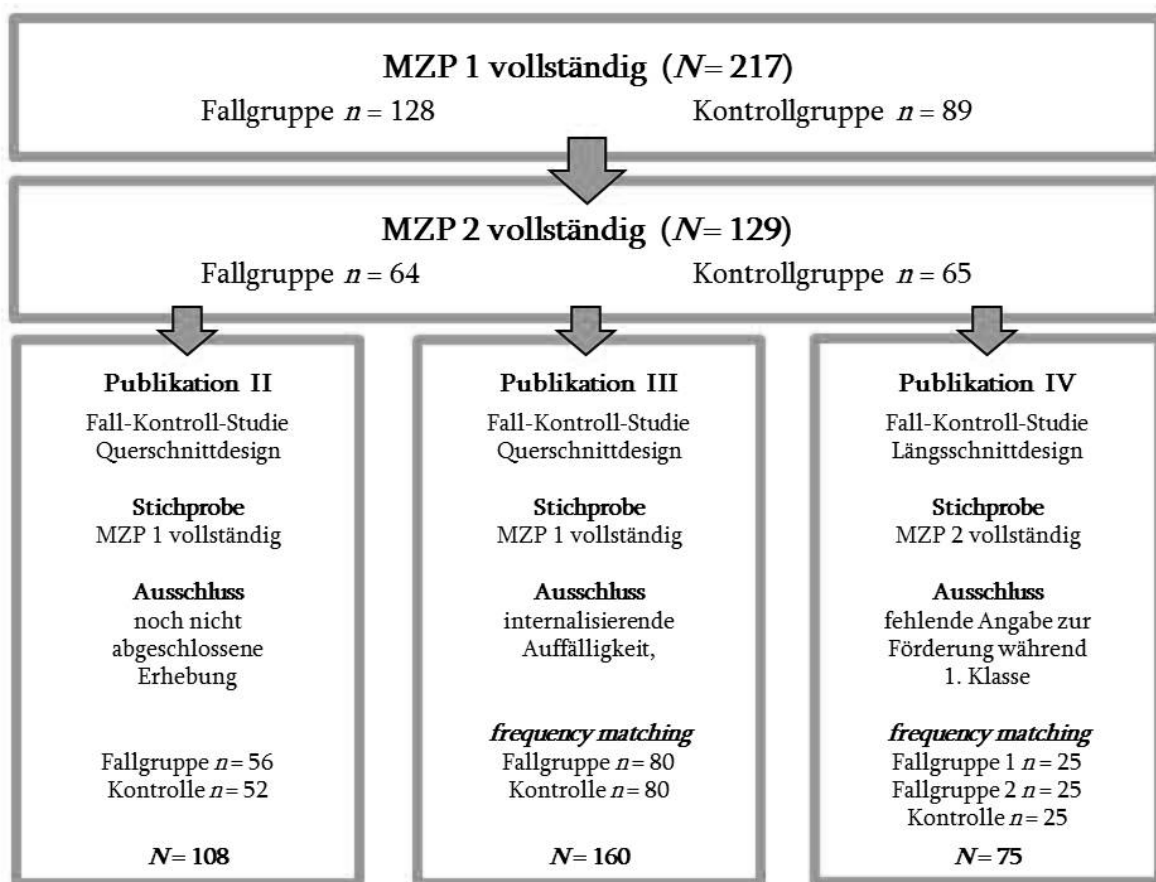 MZP 1 vollständig (N = 217)
Fallgruppe n = 128 Kontrollgruppe n = 89
MZP 2 vollständig (N = 129)
Fallgruppe n = 64 Kontrollgruppe n = 65
Publikation II
Fall-Kontroll-Studie
Querschnittdesign
Stichprobe
MZP 1 vollständig
Ausschluss
noch nicht
abgeschlossene
Erhebung
Fallgruppe n = 56
Kontrolle n = 52
N = 108
Publikation III
Fall-Kontroll-Studie
Querschnittdesign
Stichprobe
MZP 1 vollständig
Ausschluss
internalisierende
Auffälligkeit,
frequency matching
Fallgruppe n = 80
Kontrolle n = 80
N = 160
Publikation IV
Fall-Kontroll-Studie
Längsschnittdesign
Stichprobe
MZP 2 vollständig
Ausschluss
fehlende Angabe zur
Förderung während
1. Klasse
frequency matching
Fallgruppe 1 n = 25
Fallgruppe 2 n = 25
Kontrolle n = 25
N = 75